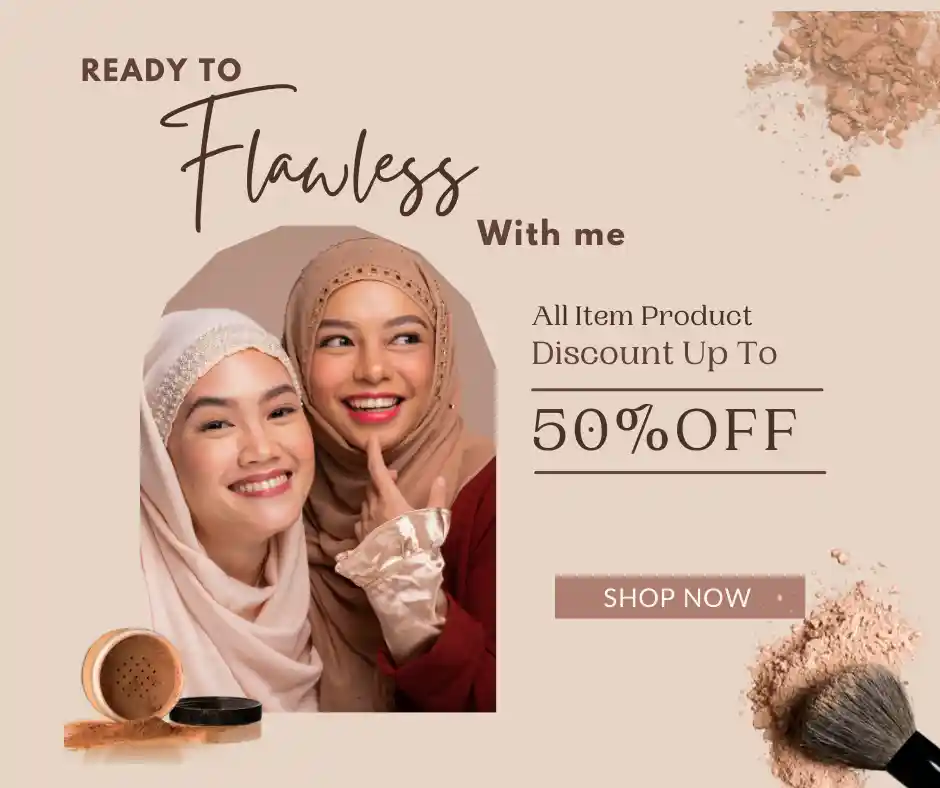 READY TO
Flawless
With me
All Item Product
Discount Up To
50%OFF
SHOP NOW